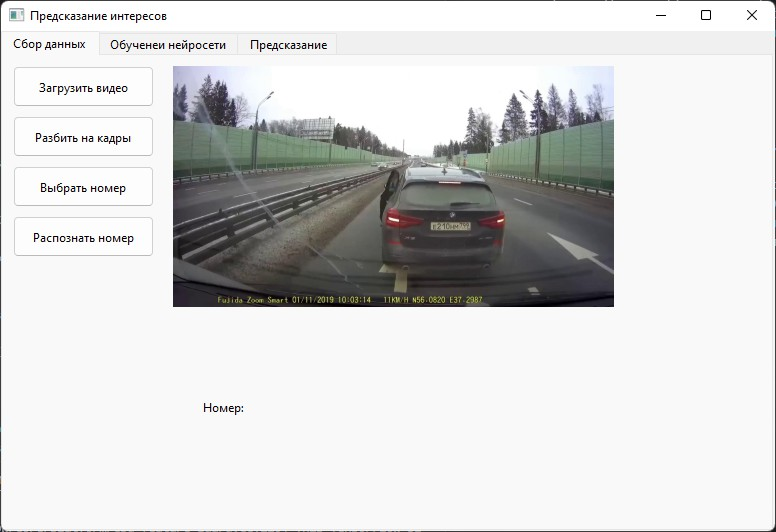 Предсказание интересов
Сбор данных
Обученеи нейросети
Предсказание
Загрузить видео
Разбить на кадры
Выбрать номер
Распознать номер
Fujida Zoom Smart 01/11/2019 10:03:14 11KM/H N56.0820 E37.2987
Номер: